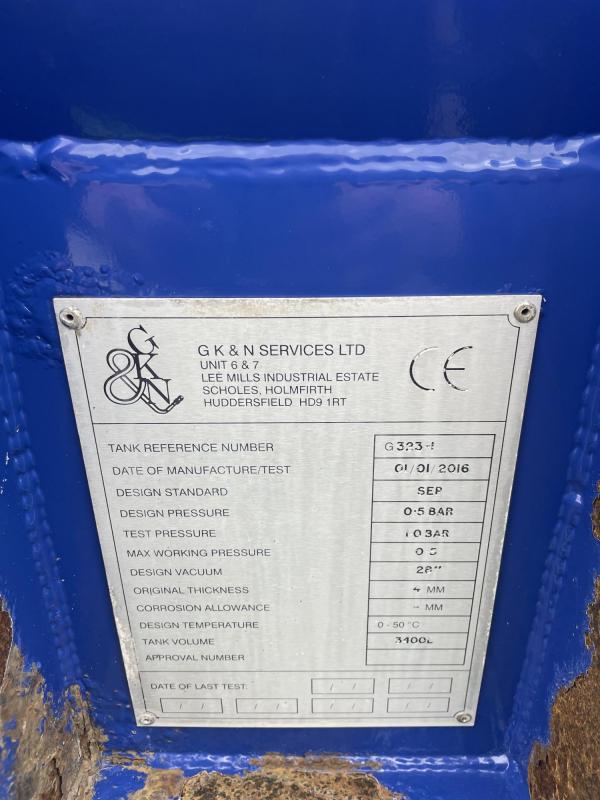 G
K
&
N
G K & N SERVICES LTD
UNIT 6 & 7
LEE MILLS INDUSTRIAL ESTATE
SCHOLES, HOLMFIRTH
HUDDERSFIELD HD9 1RT
CE
TANK REFERENCE NUMBER
DATE OF MANUFACTURE/TEST 01/01/2016
DESIGN STANDARD SEP
DESIGN PRESSURE 0.5 BAR
TEST PRESSURE
MAX WORKING PRESSURE
DESIGN VACUUM 28"
ORIGINAL THICKNESS 4 MM
CORROSION ALLOWANCE - MM
DESIGN TEMPERATURE 0 - 50 °C
TANK VOLUME 3400L
APPROVAL NUMBER
DATE OF LAST TEST: / / / /
/ / / / / / / /